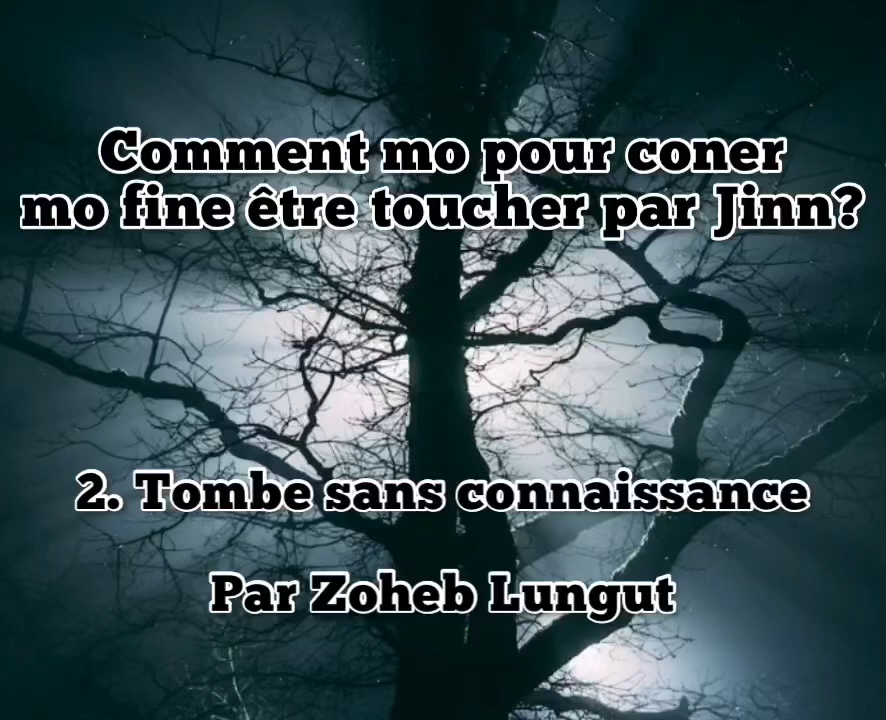 Comment mo pour coner
mo fine être toucher par Jinn?
2. Tombe sans connaissance
Par Zoheb Lungut